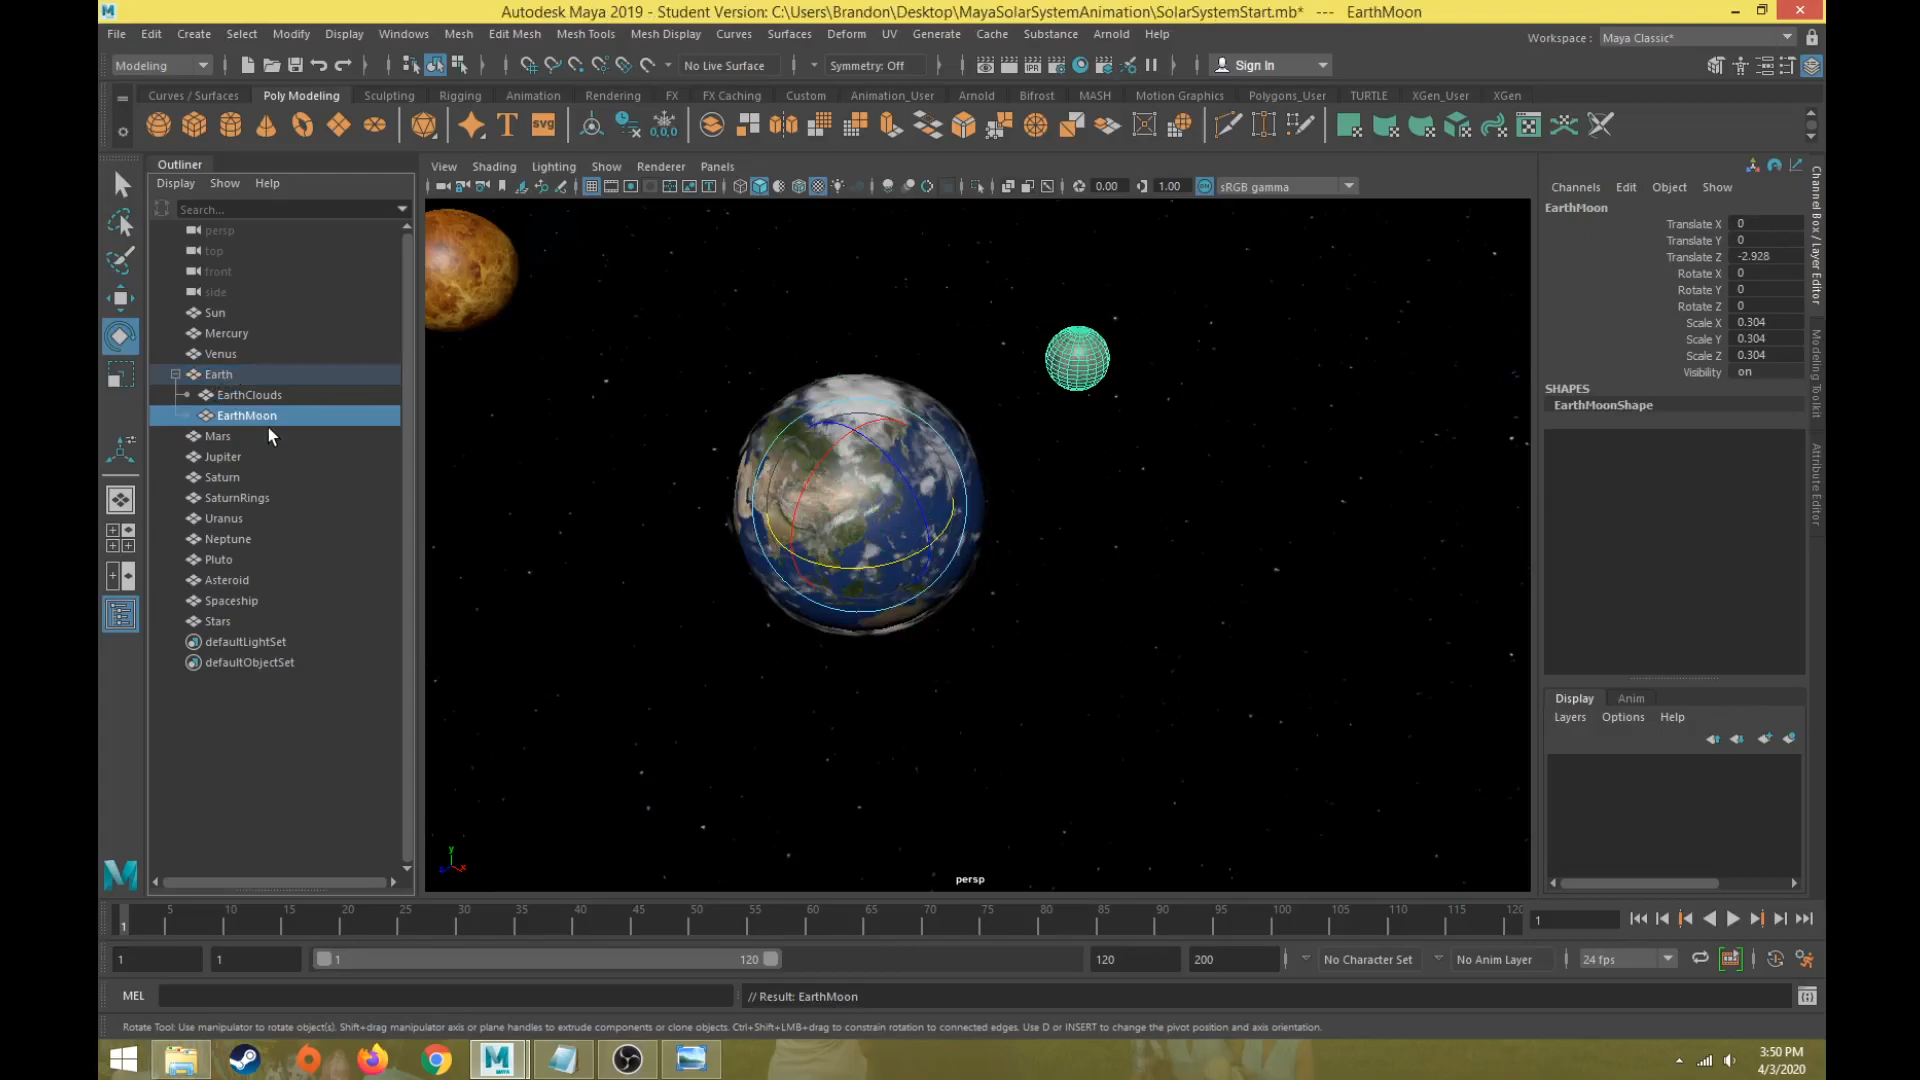 Autodesk Maya 2019 - Student Version: C:\Users\Brandon\Desktop\MayaSolarSystemAnimation\SolarSystemStart.mb* --- EarthMoon
File Edit Create Select Modify Display Windows Mesh Edit Mesh Mesh Tools Mesh Display Curves Surfaces Deform UV Generate Cache Substance Arnold Help
Workspace : Maya Classic*
Modeling No Live Surface Symmetry: Off Sign In
Curves / Surfaces Poly Modeling Sculpting Rigging Animation Rendering FX FX Caching Custom Animation_User Arnold Bifrost MASH Motion Graphics Polygons_User TURTLE XGen_User XGen
T SVG 0,0,0
Outliner
Display Show Help
Search...
persp
top
front
side
Sun
Mercury
Venus
Earth
EarthClouds
EarthMoon
Mars
Jupiter
Saturn
SaturnRings
Uranus
Neptune
Pluto
Asteroid
Spaceship
Stars
defaultLightSet
defaultObjectSet
View Shading Lighting Show Renderer Panels
0.00 1.00 sRGB gamma
y
z x
persp
Channels Edit Object Show
EarthMoon
Translate X 0
Translate Y 0
Translate Z -2.928
Rotate X 0
Rotate Y 0
Rotate Z 0
Scale X 0.304
Scale Y 0.304
Scale Z 0.304
Visibility on
SHAPES
EarthMoonShape
Channel Box / Layer Editor
Modeling Toolkit
Attribute Editor
Display Anim
Layers Options Help
1 5 10 15 20 25 30 35 40 45 50 55 60 65 70 75 80 85 90 95 100 105 110 115 120 1
1 1 1 120 120 200 No Character Set No Anim Layer 24 fps
MEL // Result: EarthMoon
Rotate Tool: Use manipulator to rotate object(s). Shift+drag manipulator axis or plane handles to extrude components or clone objects. Ctrl+Shift+LMB+drag to constrain rotation to connected edges. Use D or INSERT to change the pivot position and axis orientation.
3:50 PM
4/3/2020